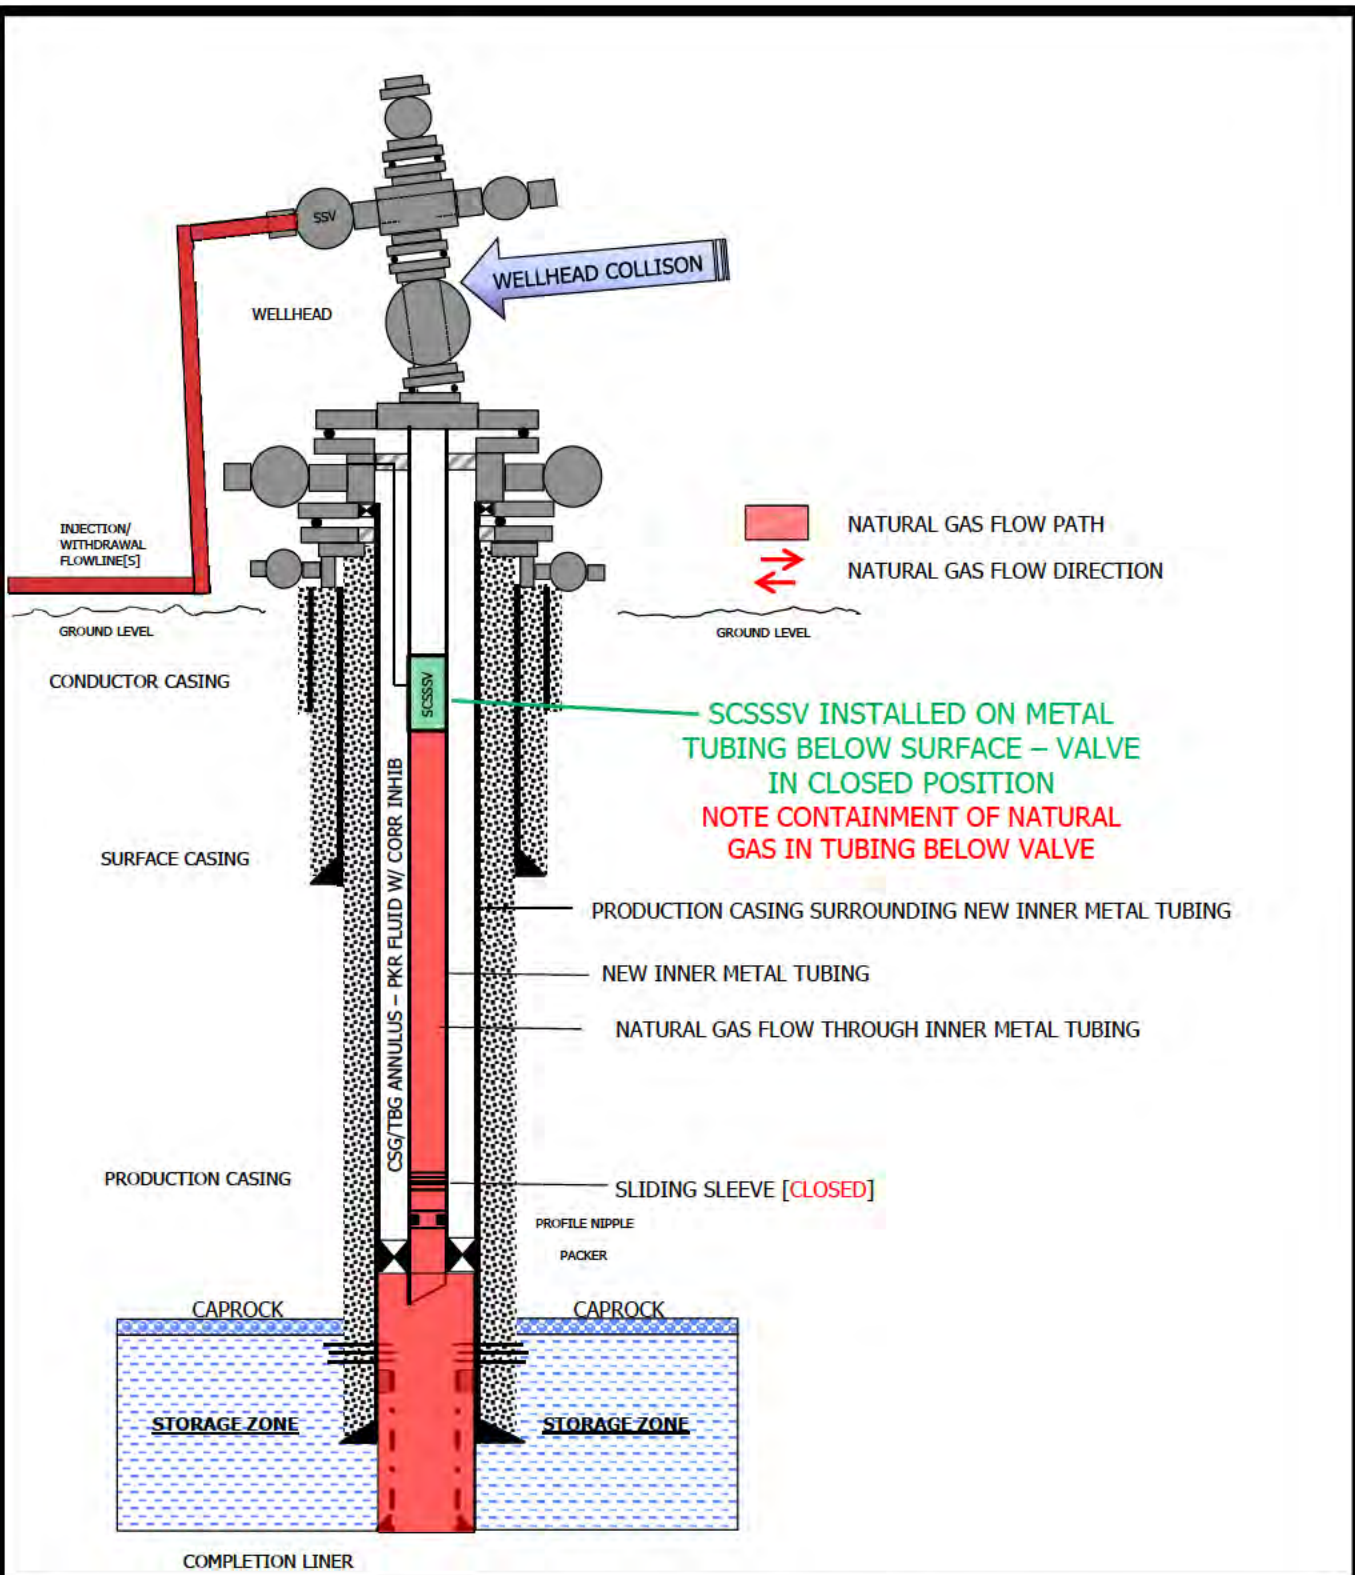 SSV
WELLHEAD COLLISON
WELLHEAD
INJECTION/
WITHDRAWAL
FLOWLINE[S]
NATURAL GAS FLOW PATH
NATURAL GAS FLOW DIRECTION
GROUND LEVEL
GROUND LEVEL
CONDUCTOR CASING
SCSSSV
SCSSSV INSTALLED ON METAL
TUBING BELOW SURFACE – VALVE
IN CLOSED POSITION
NOTE CONTAINMENT OF NATURAL
GAS IN TUBING BELOW VALVE
CSG/TBG ANNULUS – PKR FLUID W/ CORR INHIB
SURFACE CASING
PRODUCTION CASING SURROUNDING NEW INNER METAL TUBING
NEW INNER METAL TUBING
NATURAL GAS FLOW THROUGH INNER METAL TUBING
PRODUCTION CASING
SLIDING SLEEVE [CLOSED]
PROFILE NIPPLE
PACKER
CAPROCK
CAPROCK
STORAGE ZONE
STORAGE ZONE
COMPLETION LINER